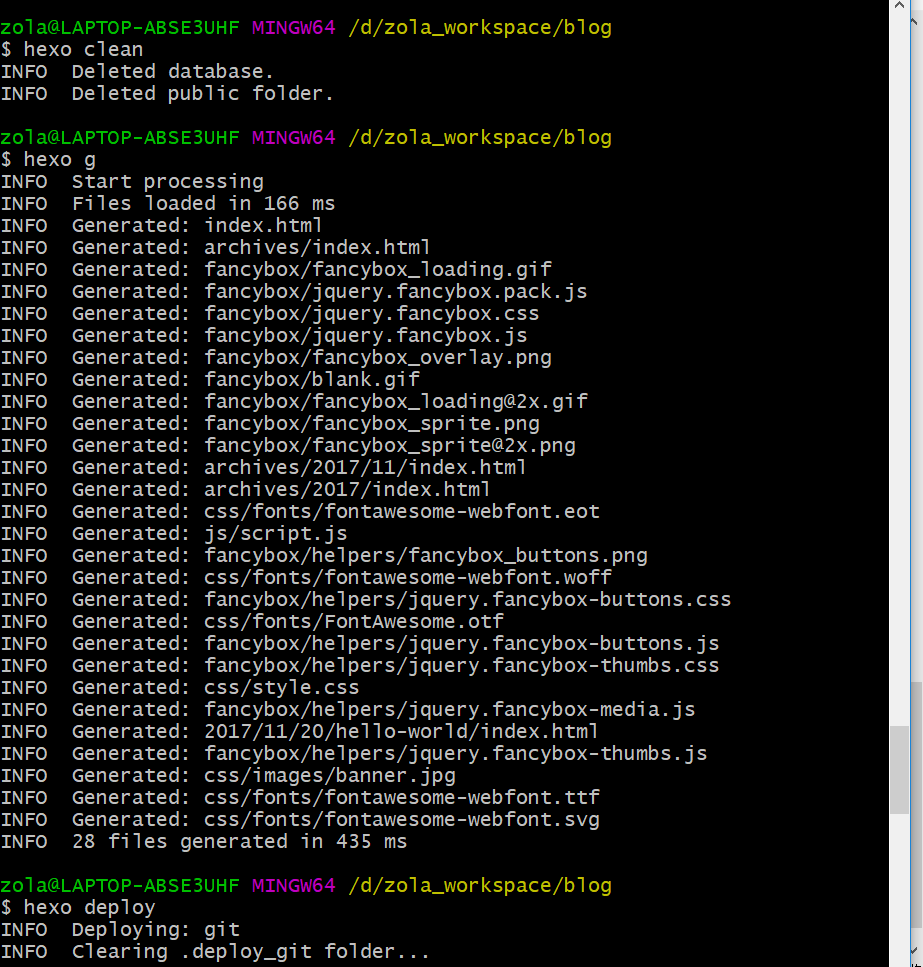 zola@LAPTOP-ABSE3UHF MINGW64 /d/zola_workspace/blog
$ hexo clean
INFO  Deleted database.
INFO  Deleted public folder.
zola@LAPTOP-ABSE3UHF MINGW64 /d/zola_workspace/blog
$ hexo g
INFO  Start processing
INFO  Files loaded in 166 ms
INFO  Generated: index.html
INFO  Generated: archives/index.html
INFO  Generated: fancybox/fancybox_loading.gif
INFO  Generated: fancybox/jquery.fancybox.pack.js
INFO  Generated: fancybox/jquery.fancybox.css
INFO  Generated: fancybox/jquery.fancybox.js
INFO  Generated: fancybox/fancybox_overlay.png
INFO  Generated: fancybox/blank.gif
INFO  Generated: fancybox/fancybox_loading@2x.gif
INFO  Generated: fancybox/fancybox_sprite.png
INFO  Generated: fancybox/fancybox_sprite@2x.png
INFO  Generated: archives/2017/11/index.html
INFO  Generated: archives/2017/index.html
INFO  Generated: css/fonts/fontawesome-webfont.eot
INFO  Generated: js/script.js
INFO  Generated: fancybox/helpers/fancybox_buttons.png
INFO  Generated: css/fonts/fontawesome-webfont.woff
INFO  Generated: fancybox/helpers/jquery.fancybox-buttons.css
INFO  Generated: css/fonts/FontAwesome.otf
INFO  Generated: fancybox/helpers/jquery.fancybox-buttons.js
INFO  Generated: fancybox/helpers/jquery.fancybox-thumbs.css
INFO  Generated: css/style.css
INFO  Generated: fancybox/helpers/jquery.fancybox-media.js
INFO  Generated: 2017/11/20/hello-world/index.html
INFO  Generated: fancybox/helpers/jquery.fancybox-thumbs.js
INFO  Generated: css/images/banner.jpg
INFO  Generated: css/fonts/fontawesome-webfont.ttf
INFO  Generated: css/fonts/fontawesome-webfont.svg
INFO  28 files generated in 435 ms
zola@LAPTOP-ABSE3UHF MINGW64 /d/zola_workspace/blog
$ hexo deploy
INFO  Deploying: git
INFO  Clearing .deploy_git folder...